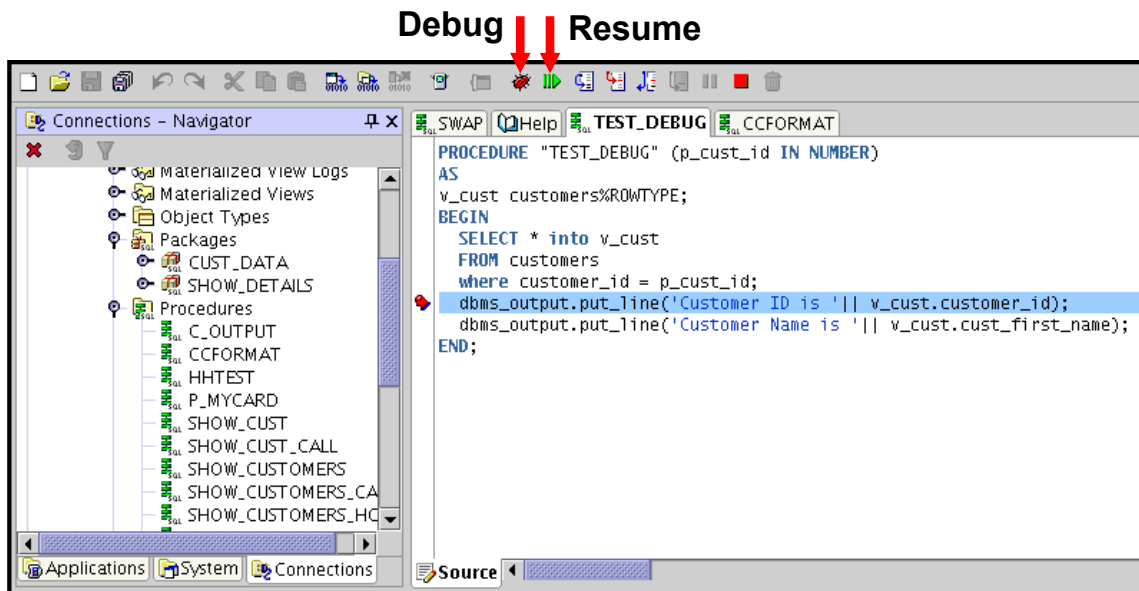 Debug Resume
Connections - Navigator
Materialized View Logs
Materialized Views
Object Types
Packages
CUST_DATA
SHOW_DETAILS
Procedures
C_OUTPUT
CCFORMAT
HHTEST
P_MYCARD
SHOW_CUST
SHOW_CUST_CALL
SHOW_CUSTOMERS
SHOW_CUSTOMERS_CA
SHOW_CUSTOMERS_HC
Applications System Connections
SWAP Help TEST_DEBUG CCFORMAT
PROCEDURE "TEST_DEBUG" (p_cust_id IN NUMBER)
AS
v_cust customers%ROWTYPE;
BEGIN
SELECT * into v_cust
FROM customers
where customer_id = p_cust_id;
dbms_output.put_line('Customer ID is '|| v_cust.customer_id);
dbms_output.put_line('Customer Name is '|| v_cust.cust_first_name);
END;
Source